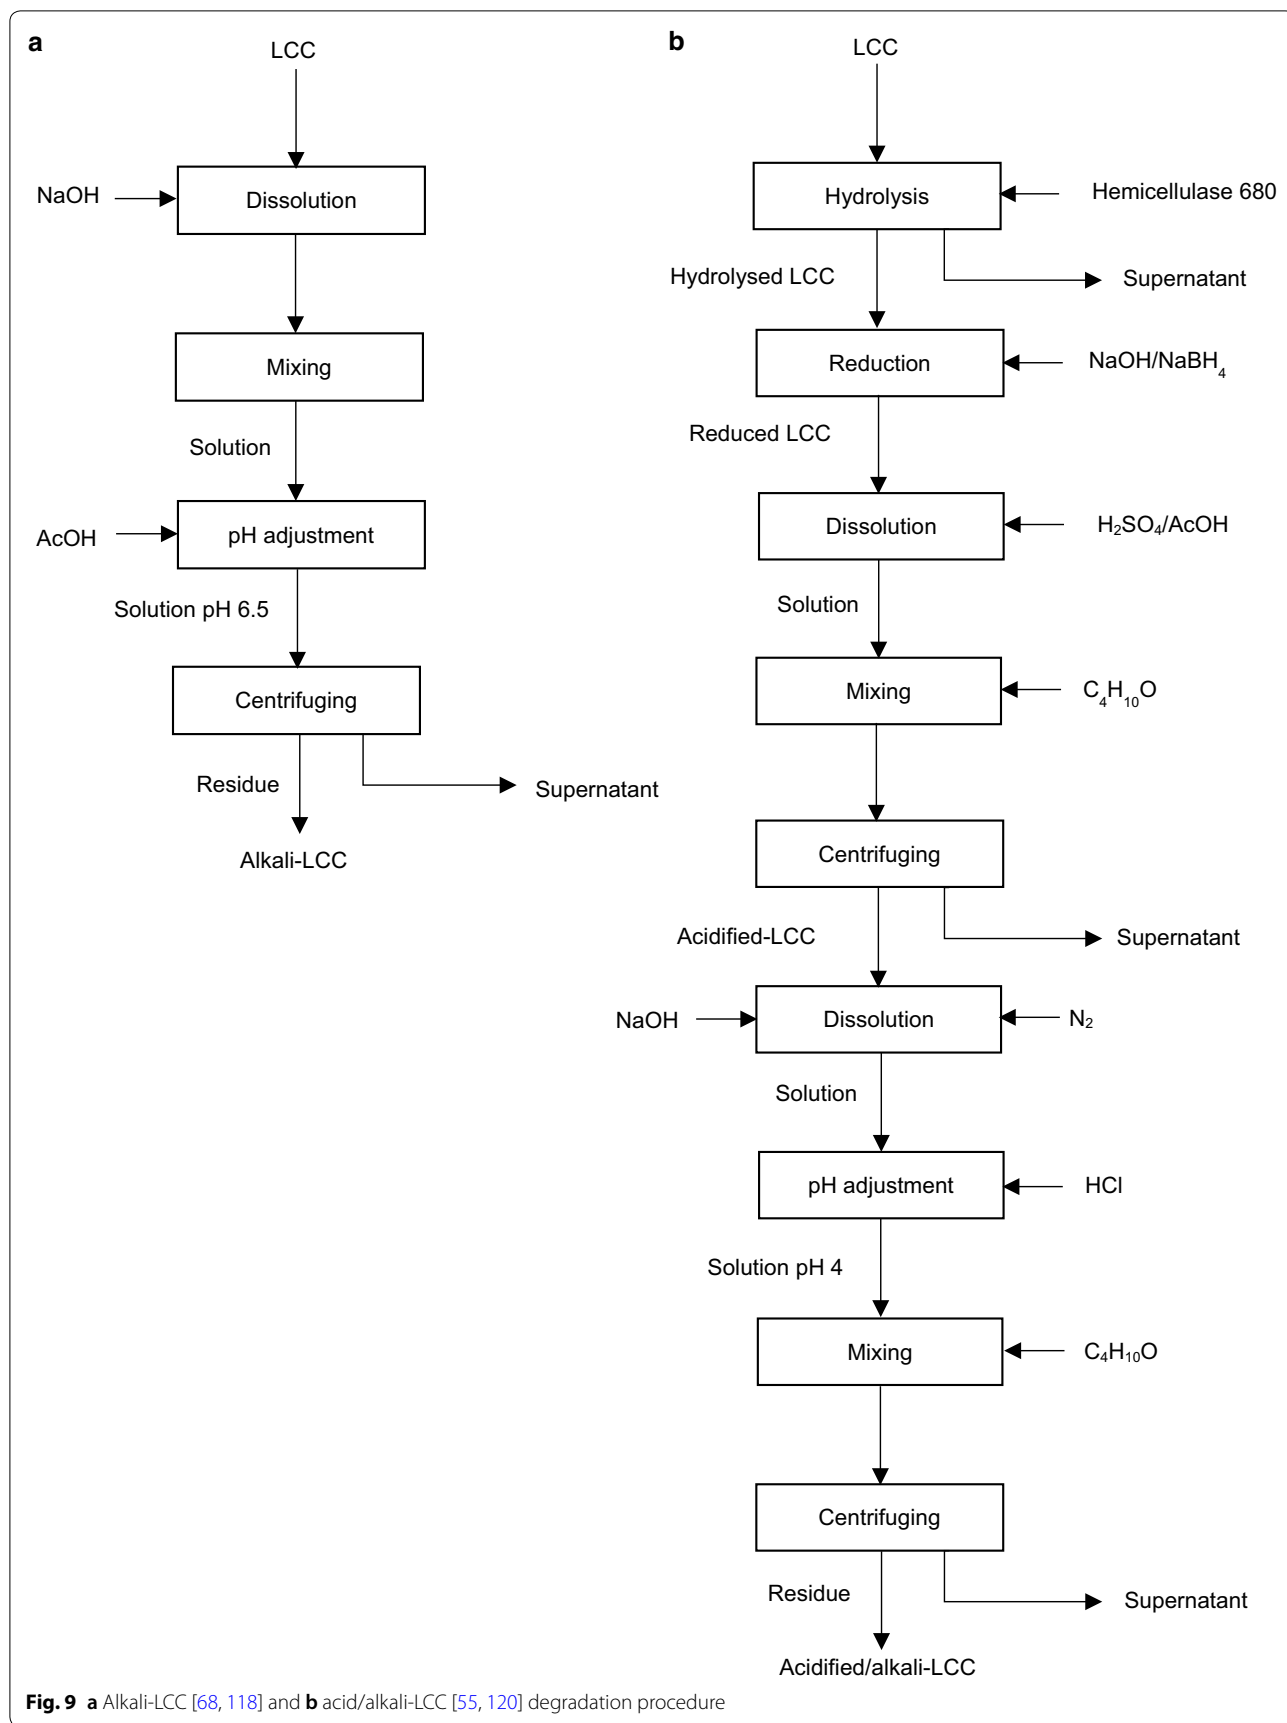 a
LCC
NaOH
Dissolution
Mixing
Solution
AcOH
pH adjustment
Solution pH 6.5
Centrifuging
Residue
Supernatant
Alkali-LCC
b
LCC
Hydrolysis
Hemicellulase 680
Hydrolysed LCC
Supernatant
Reduction
NaOH/NaBH₄
Reduced LCC
Dissolution
H₂SO₄/AcOH
Solution
Mixing
C₄H₁₀O
Centrifuging
Acidified-LCC
Supernatant
NaOH
Dissolution
N₂
Solution
pH adjustment
HCl
Solution pH 4
Mixing
C₄H₁₀O
Centrifuging
Residue
Supernatant
Acidified/alkali-LCC
Fig. 9 a Alkali-LCC [68, 118] and b acid/alkali-LCC [55, 120] degradation procedure